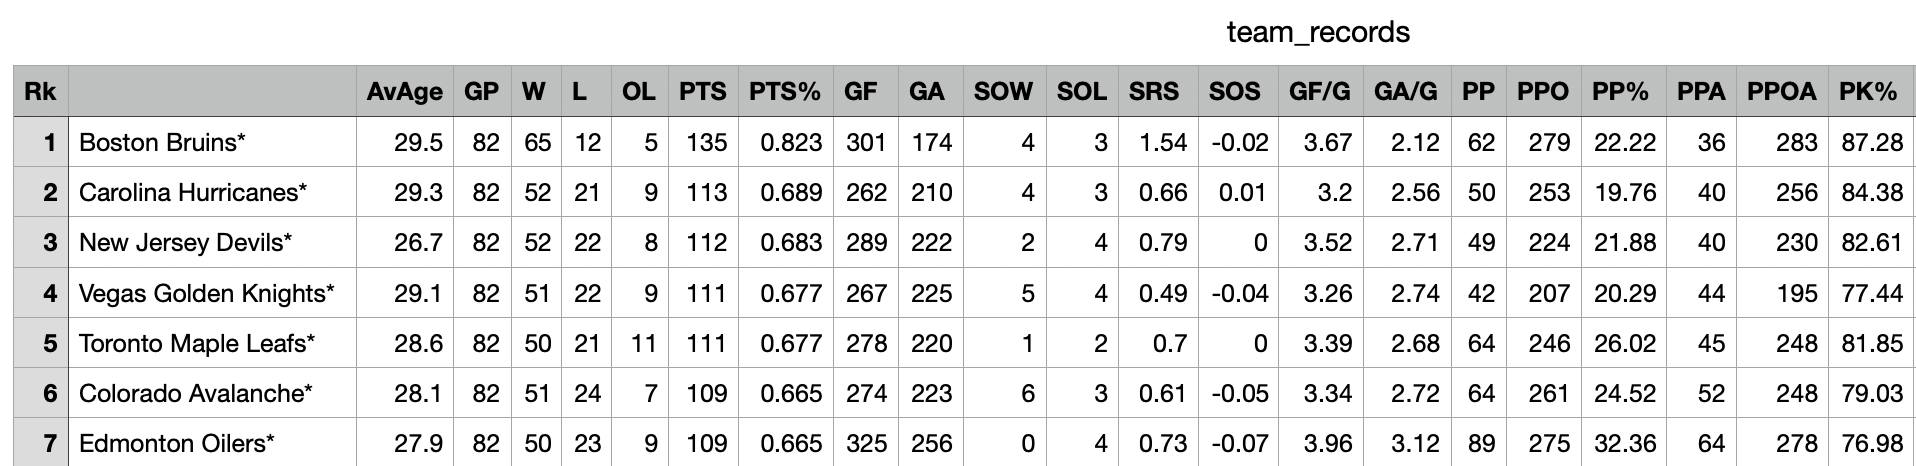 team_records
Rk AvAge GP W L OL PTS PTS% GF GA SOW SOL SRS SOS GF/G GA/G PP PPO PP% PPA PPOA PK%
1 Boston Bruins* 29.5 82 65 12 5 135 0.823 301 174 4 3 1.54 -0.02 3.67 2.12 62 279 22.22 36 283 87.28
2 Carolina Hurricanes* 29.3 82 52 21 9 113 0.689 262 210 4 3 0.66 0.01 3.2 2.56 50 253 19.76 40 256 84.38
3 New Jersey Devils* 26.7 82 52 22 8 112 0.683 289 222 2 4 0.79 0 3.52 2.71 49 224 21.88 40 230 82.61
4 Vegas Golden Knights* 29.1 82 51 22 9 111 0.677 267 225 5 4 0.49 -0.04 3.26 2.74 42 207 20.29 44 195 77.44
5 Toronto Maple Leafs* 28.6 82 50 21 11 111 0.677 278 220 1 2 0.7 0 3.39 2.68 64 246 26.02 45 248 81.85
6 Colorado Avalanche* 28.1 82 51 24 7 109 0.665 274 223 6 3 0.61 -0.05 3.34 2.72 64 261 24.52 52 248 79.03
7 Edmonton Oilers* 27.9 82 50 23 9 109 0.665 325 256 0 4 0.73 -0.07 3.96 3.12 89 275 32.36 64 278 76.98